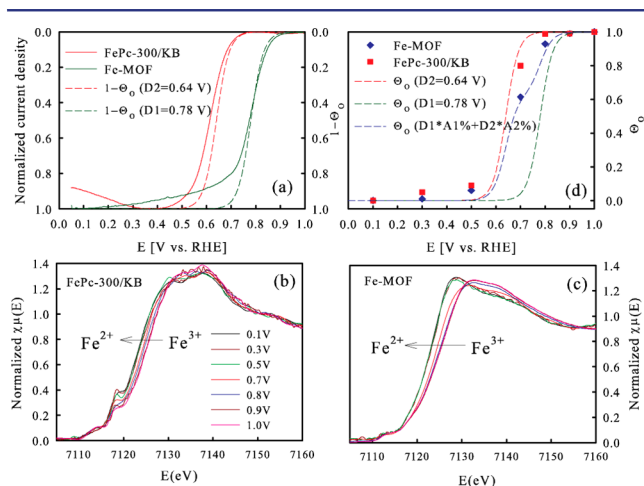 Normalized current density
0.0
0.2
0.4
0.6
0.8
1.0
FePc-300/KB
Fe-MOF
1-Θo (D2=0.64 V)
1-Θo (D1=0.78 V)
(a)
0.0
0.2
0.4
0.6
0.8
1.0
1-Θo
0.0 0.1 0.2 0.3 0.4 0.5 0.6 0.7 0.8 0.9 1.0
E [V vs. RHE]
Fe-MOF
FePc-300/KB
Θo (D2=0.64 V)
Θo (D1=0.78 V)
Θo (D1*A1%+D2*A2%)
(d)
1.0
0.8
0.6
0.4
0.2
0.0
Θo
0.0 0.1 0.2 0.3 0.4 0.5 0.6 0.7 0.8 0.9 1.0
E [V vs. RHE]
Normalized χμ(E)
1.4
1.2
1.0
0.8
0.6
0.4
0.2
0.0
FePc-300/KB
(b)
Fe2+ Fe3+
0.1V
0.3V
0.5V
0.7V
0.8V
0.9V
1.0V
7110 7120 7130 7140 7150 7160
E(eV)
Fe-MOF
(c)
Fe2+ Fe3+
1.4
1.2
1.0
0.8
0.6
0.4
0.2
0.0
Normalized χμ(E)
7110 7120 7130 7140 7150 7160
E(eV)